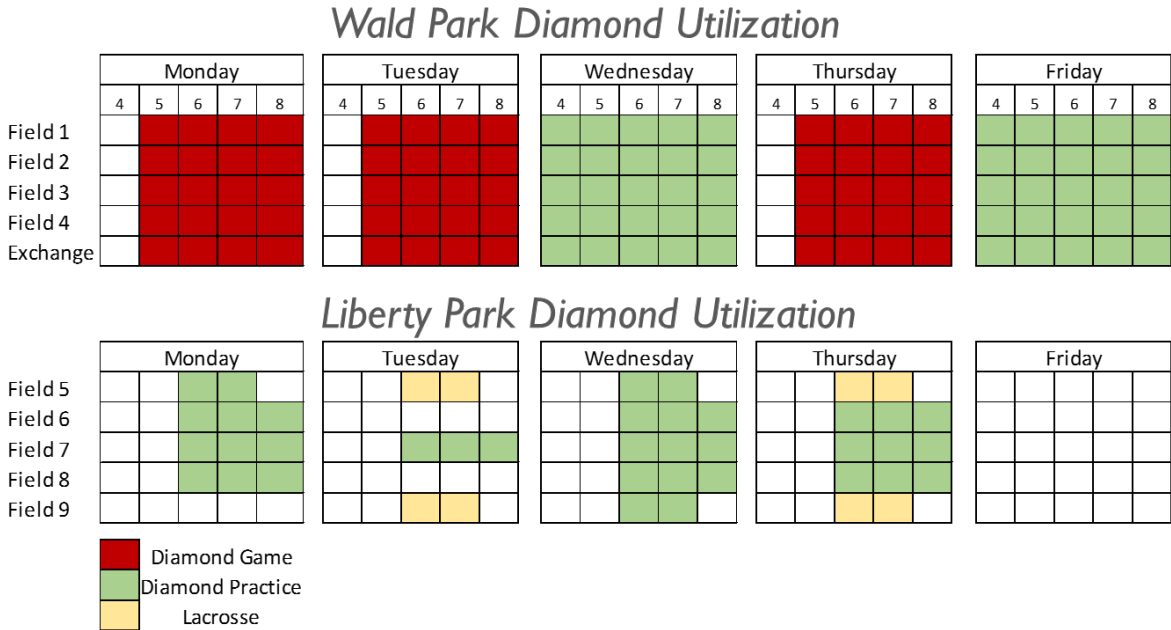 Wald Park Diamond Utilization
Monday Tuesday Wednesday Thursday Friday
4 5 6 7 8 4 5 6 7 8 4 5 6 7 8 4 5 6 7 8 4 5 6 7 8
Field 1
Field 2
Field 3
Field 4
Exchange
Liberty Park Diamond Utilization
Monday Tuesday Wednesday Thursday Friday
Field 5
Field 6
Field 7
Field 8
Field 9
Diamond Game
Diamond Practice
Lacrosse